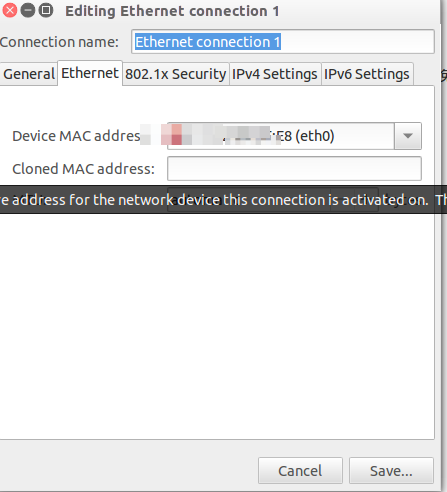 Editing Ethernet connection 1
Connection name: Ethernet connection 1
General Ethernet 802.1x Security IPv4 Settings IPv6 Settings
Device MAC addres :E8 (eth0)
Cloned MAC address:
e address for the network device this connection is activated on. Th
Cancel Save...